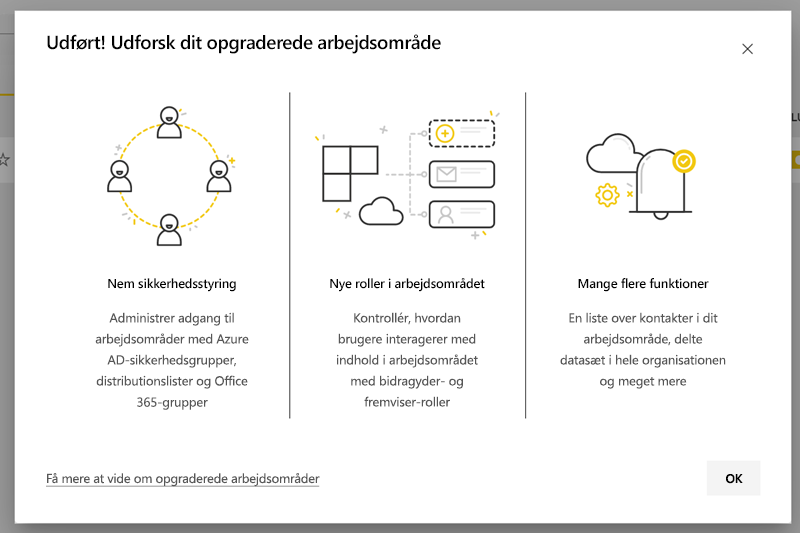 Udført! Udforsk dit opgraderede arbejdsområde
Nem sikkerhedsstyring
Administrer adgang til
arbejdsområder med Azure
AD-sikkerhedsgrupper,
distributionslister og Office
365-grupper
Nye roller i arbejdsområdet
Kontrollér, hvordan
brugere interagerer med
indhold i arbejdsområdet
med bidragyder- og
fremviser-roller
Mange flere funktioner
En liste over kontakter i dit
arbejdsområde, delte
datasæt i hele organisationen
og meget mere
Få mere at vide om opgraderede arbejdsområder
OK